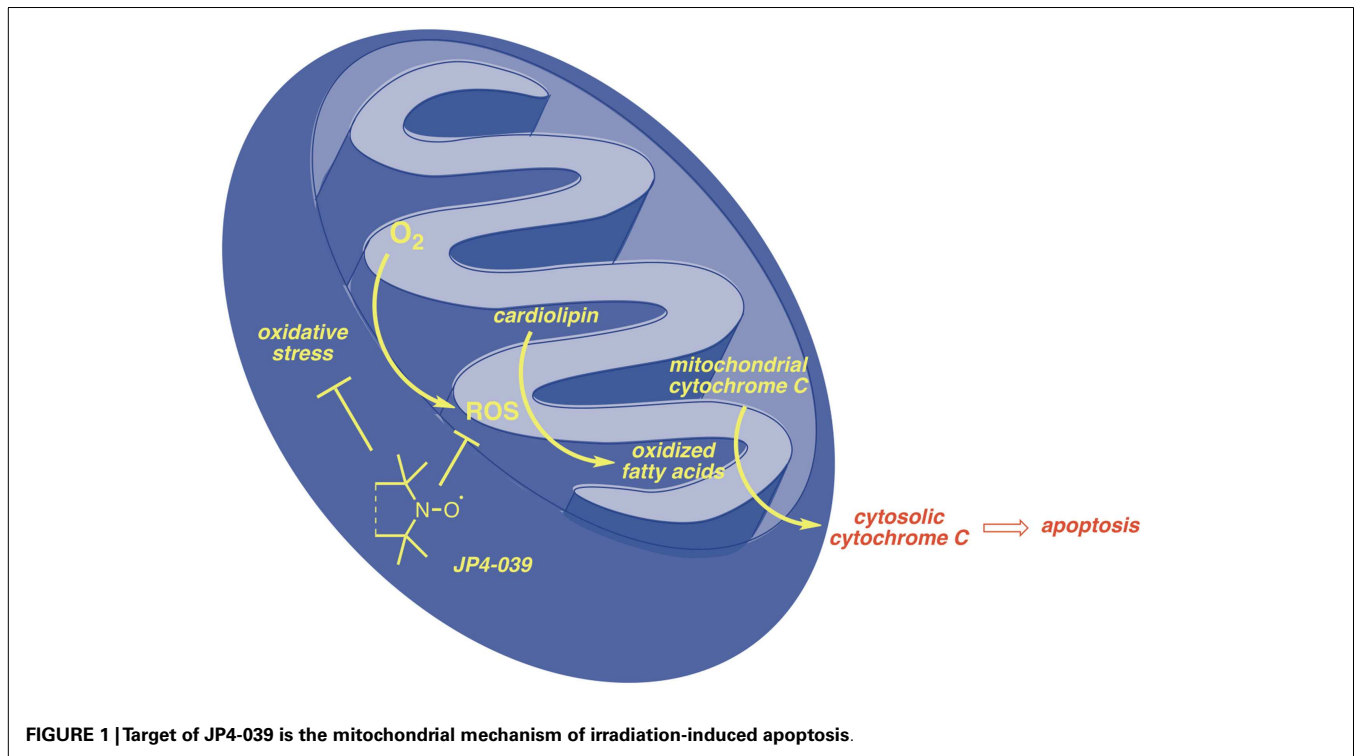 O₂
oxidative
stress
cardiolipin
mitochondrial
cytochrome C
ROS
oxidized
fatty acids
N–O•
JP4-039
cytosolic
cytochrome C
apoptosis
FIGURE 1 | Target of JP4-039 is the mitochondrial mechanism of irradiation-induced apoptosis.